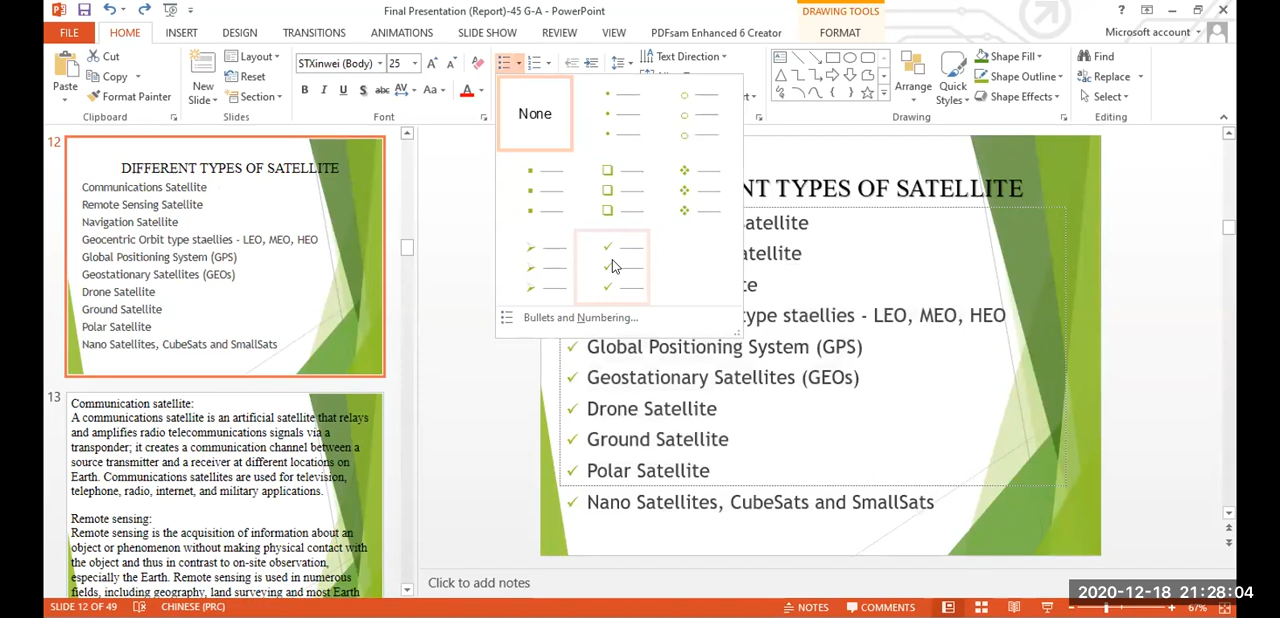 Final Presentation (Report)-45 G-A - PowerPoint
DRAWING TOOLS
FILE HOME INSERT DESIGN TRANSITIONS ANIMATIONS SLIDE SHOW REVIEW VIEW PDFsam Enhanced 6 Creator FORMAT Microsoft account
Paste
Cut
Copy
Format Painter
Clipboard
New
Slide
Layout
Reset
Section
Slides
STXinwei (Body) 25
B I U S abc AV Aa A
Font
Text Direction
Arrange
Quick
Styles
Shape Fill
Shape Outline
Shape Effects
Drawing
Find
Replace
Select
Editing
None
Bullets and Numbering...
12
DIFFERENT TYPES OF SATELLITE
Communications Satellite
Remote Sensing Satellite
Navigation Satellite
Geocentric Orbit type staellies - LEO, MEO, HEO
Global Positioning System (GPS)
Geostationary Satellites (GEOs)
Drone Satellite
Ground Satellite
Polar Satellite
Nano Satellites, CubeSats and SmallSats
13
Communication satellite:
A communications satellite is an artificial satellite that relays
and amplifies radio telecommunications signals via a
transponder; it creates a communication channel between a
source transmitter and a receiver at different locations on
Earth. Communications satellites are used for television,
telephone, radio, internet, and military applications.
Remote sensing:
Remote sensing is the acquisition of information about an
object or phenomenon without making physical contact with
the object and thus in contrast to on-site observation,
especially the Earth. Remote sensing is used in numerous
fields, including geography, land surveying and most Earth
NT TYPES OF SATELLITE
atellite
atellite
te
type staellies - LEO, MEO, HEO
✓ Global Positioning System (GPS)
✓ Geostationary Satellites (GEOs)
✓ Drone Satellite
✓ Ground Satellite
✓ Polar Satellite
✓ Nano Satellites, CubeSats and SmallSats
Click to add notes
2020-12-18 21:28:04
SLIDE 12 OF 49 CHINESE (PRC) NOTES COMMENTS 67%